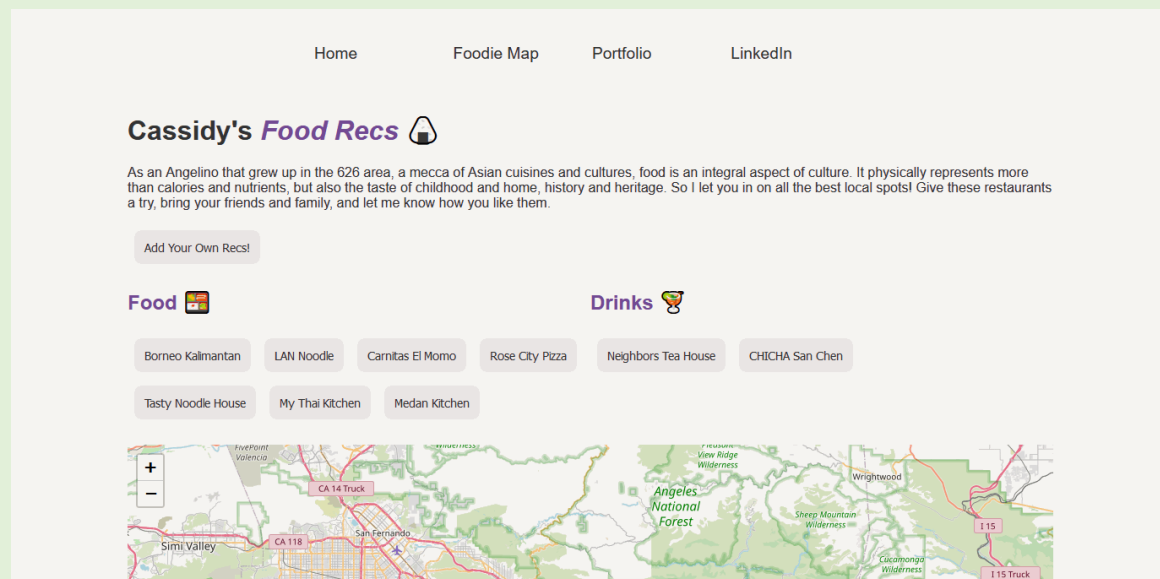 Home Foodie Map Portfolio LinkedIn
Cassidy's Food Recs
As an Angelino that grew up in the 626 area, a mecca of Asian cuisines and cultures, food is an integral aspect of culture. It physically represents more
than calories and nutrients, but also the taste of childhood and home, history and heritage. So I let you in on all the best local spots! Give these restaurants
a try, bring your friends and family, and let me know how you like them.
Add Your Own Recs!
Food
Drinks
Borneo Kalimantan LAN Noodle Carnitas El Momo Rose City Pizza
Neighbors Tea House CHICHA San Chen
Tasty Noodle House My Thai Kitchen Medan Kitchen
+
−
FivePoint
Valencia
Wilderness
Pleasant
View Ridge
Wilderness
Wrightwood
CA 14 Truck
Angeles
National
Forest
Sheep Mountain
Wilderness
I 15
San Fernando
CA 118
Simi Valley
Cucamonga
Wilderness
I 15 Truck